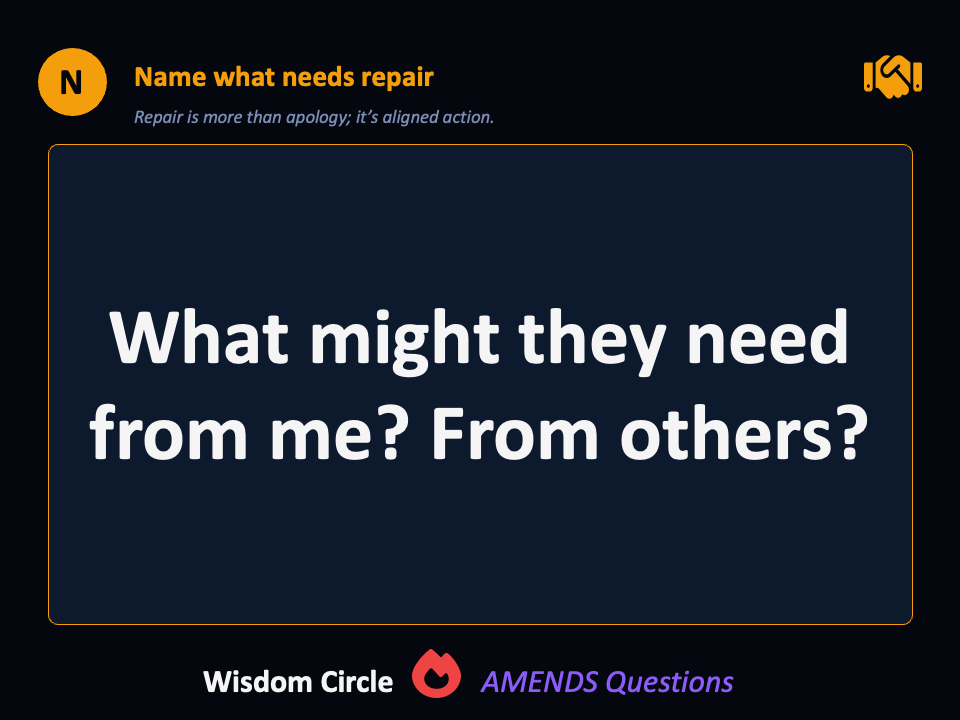 N
Name what needs repair
Repair is more than apology; it’s aligned action.
What might they need
from me? From others?
Wisdom Circle
AMENDS Questions